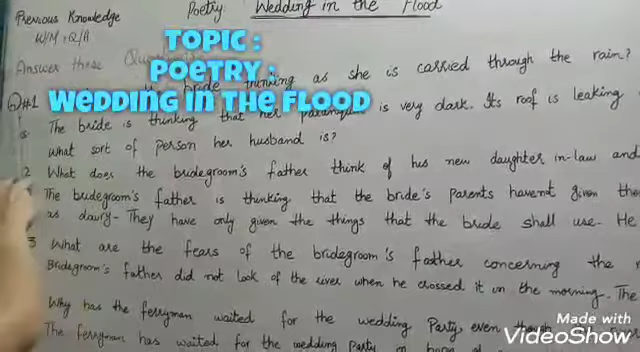 Previous Knowledge
Poetry: Wedding in the Flood
W/M : Q/A
Answer these
TOPIC :
POETRY :
WEDDING IN THE FLOOD
Q#1 bride thinking as she is carried through the rain?
The bride is thinking that her is very dark. Its roof is leaking
what sort of person her husband is?
2 What does the bridegroom's father think of his new daughter in-law and
The bridegroom's father is thinking that the bride's parents havent given
as dowry- They have only given the things that the bride shall use. He
3 What are the fears of the bridegroom's father concerning the
Bridegroom's father did not look of the river when he crossed it in the morning. The
Why has the ferryman waited for the wedding Party even
The ferryman has waited for the wedding party in
Made with
VideoShow